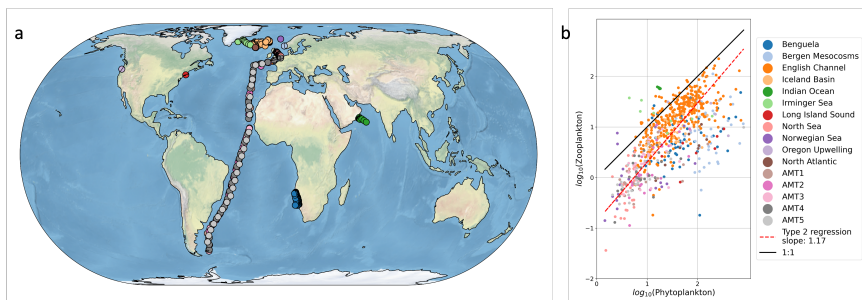 a
b
log10(Zooplankton)
2
1
0
−1
−2
0
1
2
log10(Phytoplankton)
Benguela
Bergen Mesocosms
English Channel
Iceland Basin
Indian Ocean
Irminger Sea
Long Island Sound
North Sea
Norwegian Sea
Oregon Upwelling
North Atlantic
AMT1
AMT2
AMT3
AMT4
AMT5
Type 2 regression
slope: 1.17
1:1